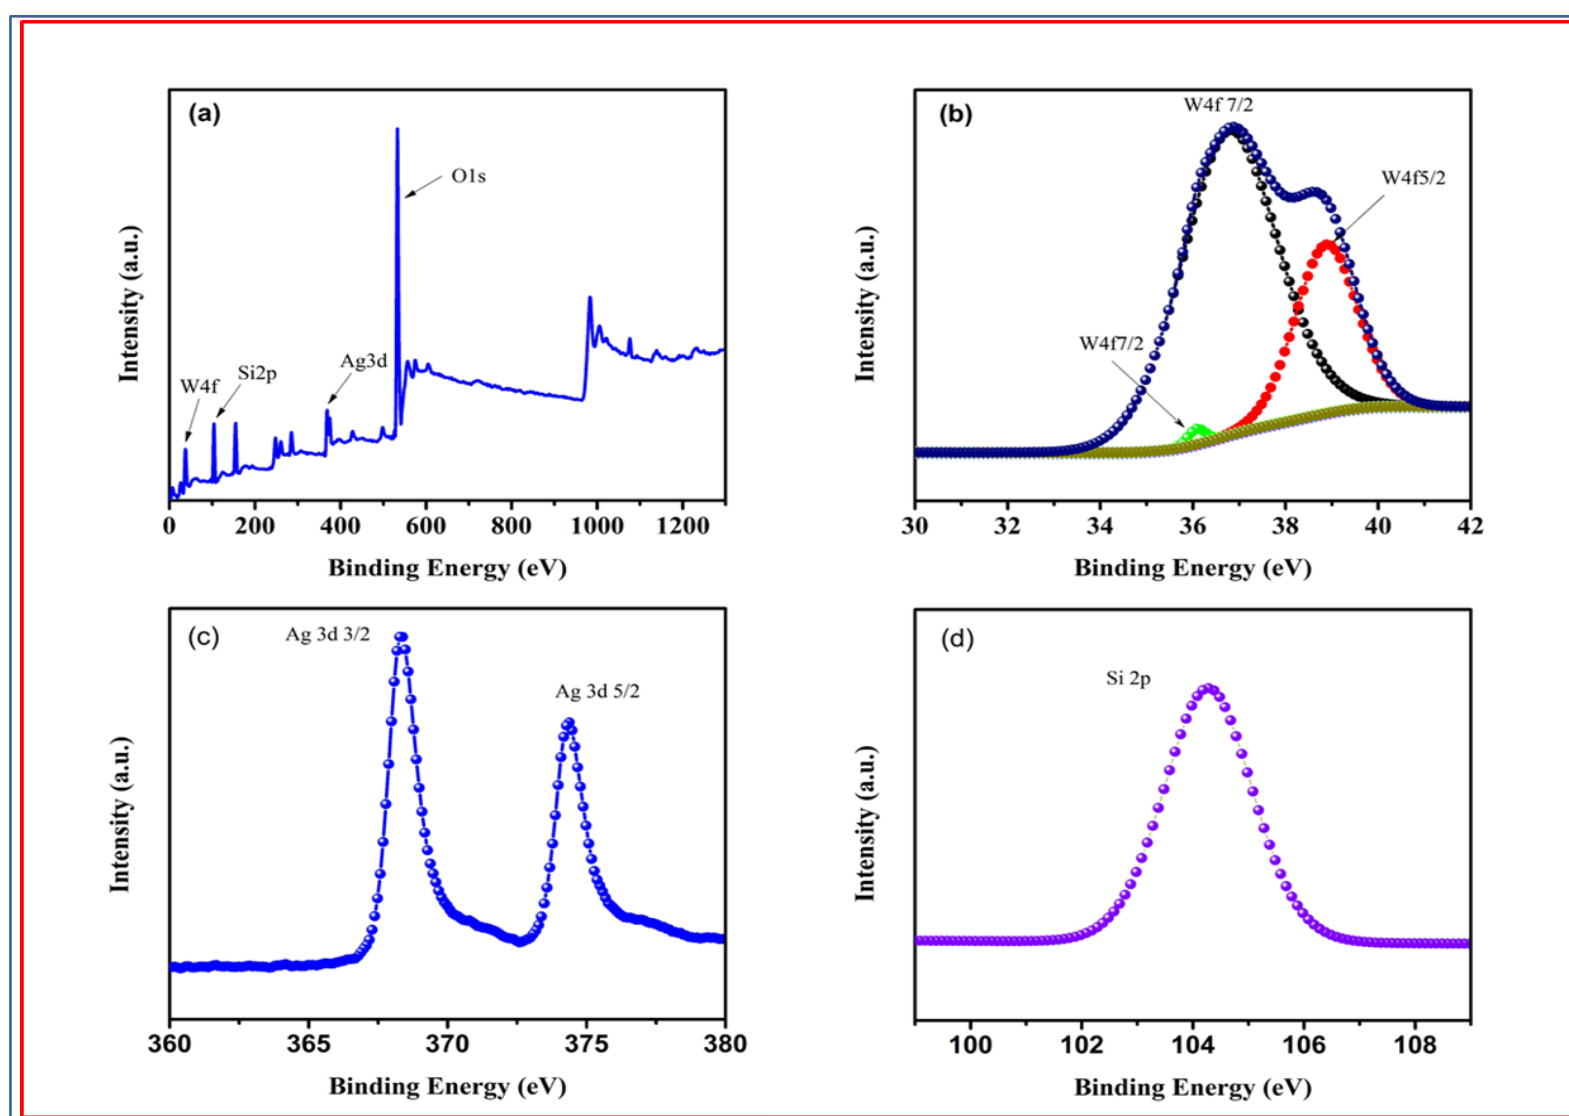 (a)
O1s
Ag3d
Si2p
W4f
Intensity (a.u.)
0 200 400 600 800 1000 1200
Binding Energy (eV)
(b)
W4f 7/2
W4f5/2
W4f7/2
Intensity (a.u.)
30 32 34 36 38 40 42
Binding Energy (eV)
(c)
Ag 3d 3/2
Ag 3d 5/2
Intensity (a.u.)
360 365 370 375 380
Binding Energy (eV)
(d)
Si 2p
Intensity (a.u.)
100 102 104 106 108
Binding Energy (eV)